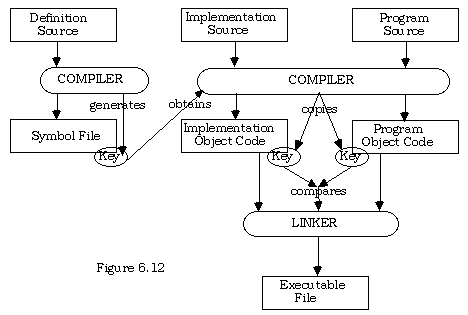 Definition
Source
Implementation
Source
Program
Source
COMPILER
COMPILER
generates
obtains
copies
Symbol File
Key
Implementation
Object Code
Key
Key
Program
Object Code
compares
LINKER
Figure 6.12
Executable
File